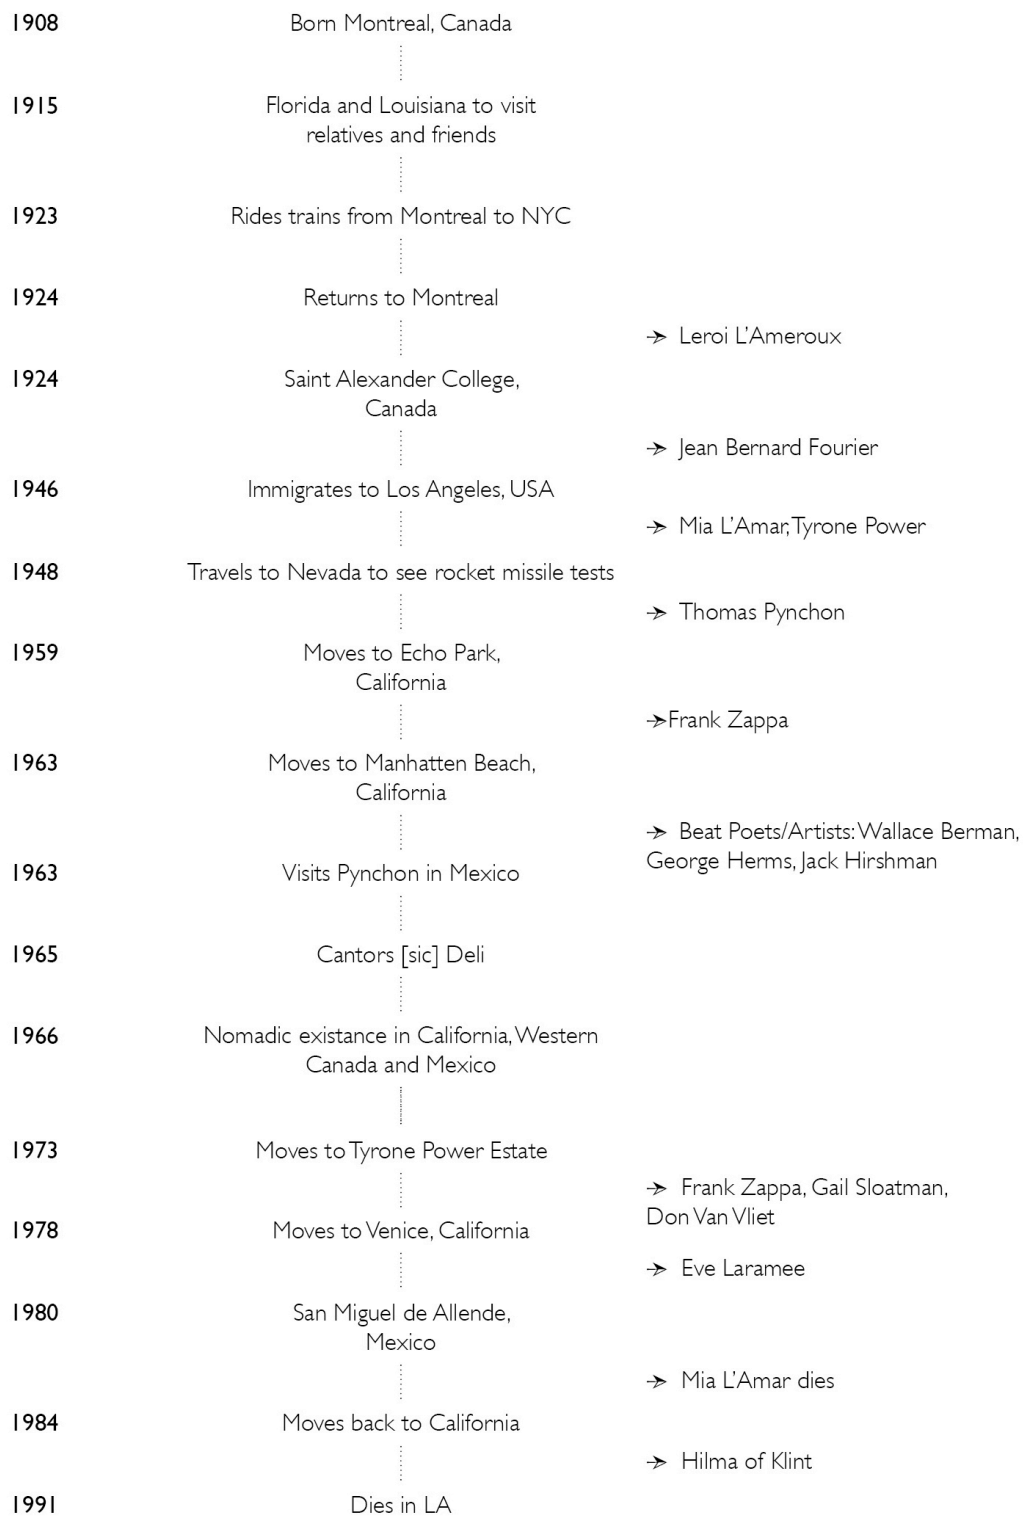 1908 Born Montreal, Canada
1915 Florida and Louisiana to visit
relatives and friends
1923 Rides trains from Montreal to NYC
1924 Returns to Montreal
➛ Leroi L’Ameroux
1924 Saint Alexander College,
Canada
➛ Jean Bernard Fourier
1946 Immigrates to Los Angeles, USA
➛ Mia L’Amar, Tyrone Power
1948 Travels to Nevada to see rocket missile tests
➛ Thomas Pynchon
1959 Moves to Echo Park,
California
➛Frank Zappa
1963 Moves to Manhatten Beach,
California
➛ Beat Poets/Artists: Wallace Berman,
George Herms, Jack Hirshman
1963 Visits Pynchon in Mexico
1965 Cantors [sic] Deli
1966 Nomadic existance in California, Western
Canada and Mexico
1973 Moves to Tyrone Power Estate
➛ Frank Zappa, Gail Sloatman,
Don Van Vliet
1978 Moves to Venice, California
➛ Eve Laramee
1980 San Miguel de Allende,
Mexico
➛ Mia L’Amar dies
1984 Moves back to California
➛ Hilma of Klint
1991 Dies in LA